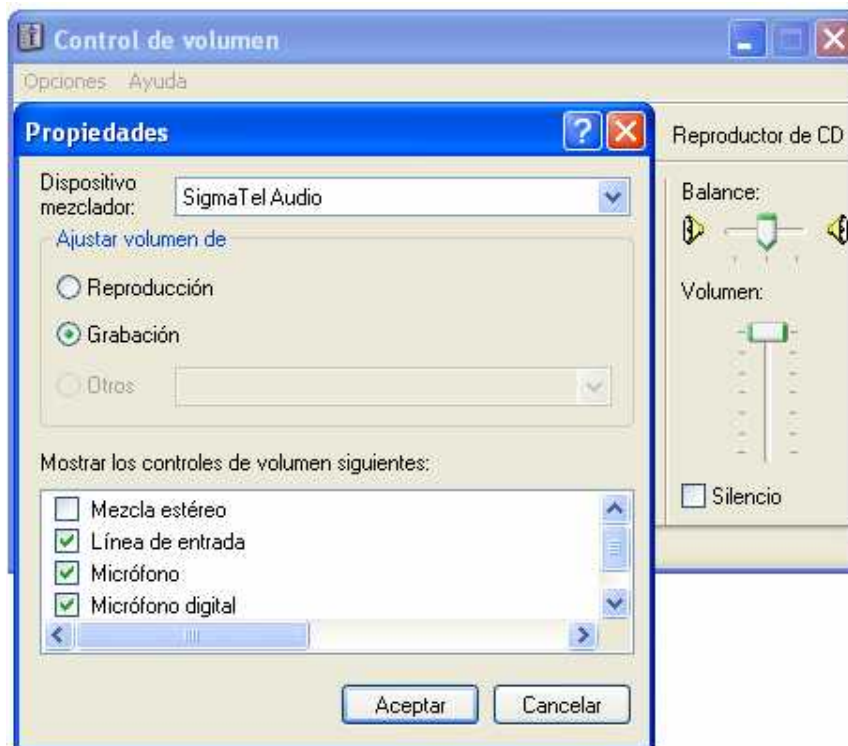 Control de volumen
Opciones Ayuda
Propiedades
Dispositivo
mezclador:
SigmaTel Audio
Ajustar volumen de
Reproducción
Grabación
Otros
Mostrar los controles de volumen siguientes:
Mezcla estéreo
Línea de entrada
Micrófono
Micrófono digital
Aceptar
Cancelar
Reproductor de CD
Balance:
Volumen:
Silencio